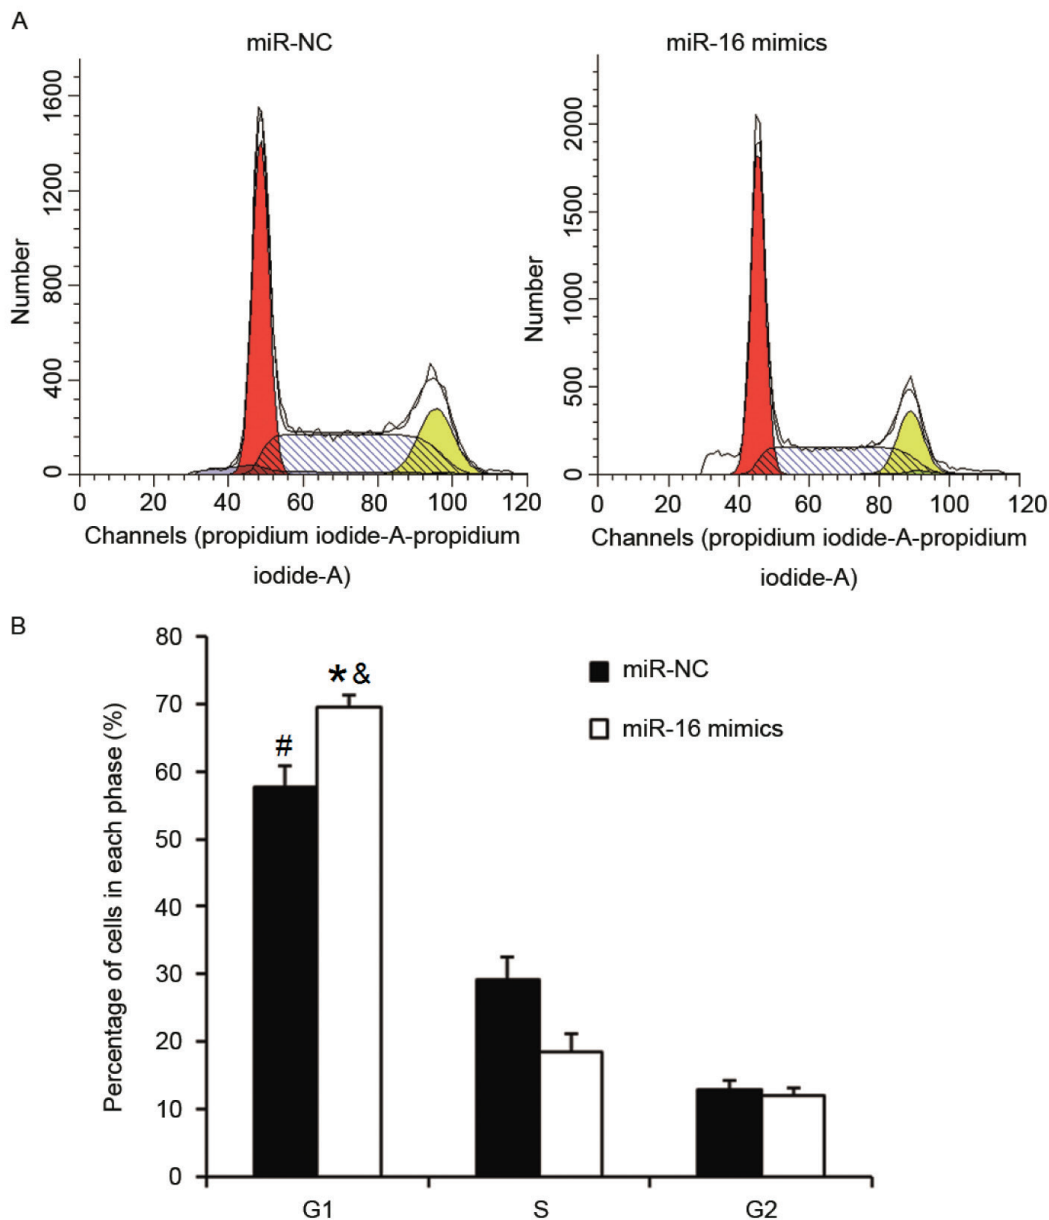 A
miR-NC
miR-16 mimics
1600
1200
800
400
0
Number
0 20 40 60 80 100 120
Channels (propidium iodide-A-propidium
iodide-A)
2000
1500
1000
500
0
Number
0 20 40 60 80 100 120
Channels (propidium iodide-A-propidium
iodide-A)
B
80
70
60
50
40
30
20
10
0
Percentage of cells in each phase (%)
#
*&
miR-NC
miR-16 mimics
G1 S G2